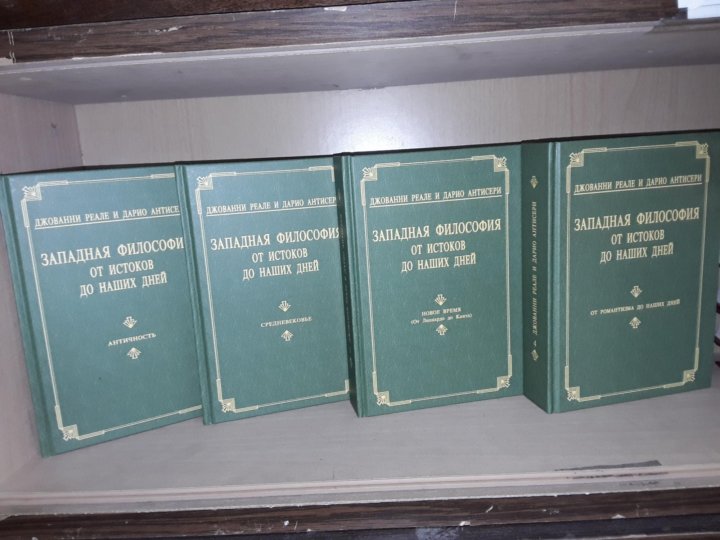 ДЖОВАННИ РЕАЛЕ И ДАРИО АНТИСЕРИ
ЗАПАДНАЯ ФИЛОСОФИЯ
ОТ ИСТОКОВ
ДО НАШИХ ДНЕЙ
АНТИЧНОСТЬ
ДЖОВАННИ РЕАЛЕ И ДАРИО АНТИСЕРИ
ЗАПАДНАЯ ФИЛОСОФИЯ
ОТ ИСТОКОВ
ДО НАШИХ ДНЕЙ
СРЕДНЕВЕКОВЬЕ
ДЖОВАННИ РЕАЛЕ И ДАРИО АНТИСЕРИ
ЗАПАДНАЯ ФИЛОСОФИЯ
ОТ ИСТОКОВ
ДО НАШИХ ДНЕЙ
НОВОЕ ВРЕМЯ
(От Леонардо до Канта)
4 ДЖОВАННИ РЕАЛЕ И ДАРИО АНТИСЕРИ
ДЖОВАННИ РЕАЛЕ И ДАРИО АНТИСЕРИ
ЗАПАДНАЯ ФИЛОСОФИЯ
ОТ ИСТОКОВ
ДО НАШИХ ДНЕЙ
ОТ РОМАНТИЗМА ДО НАШИХ ДНЕЙ